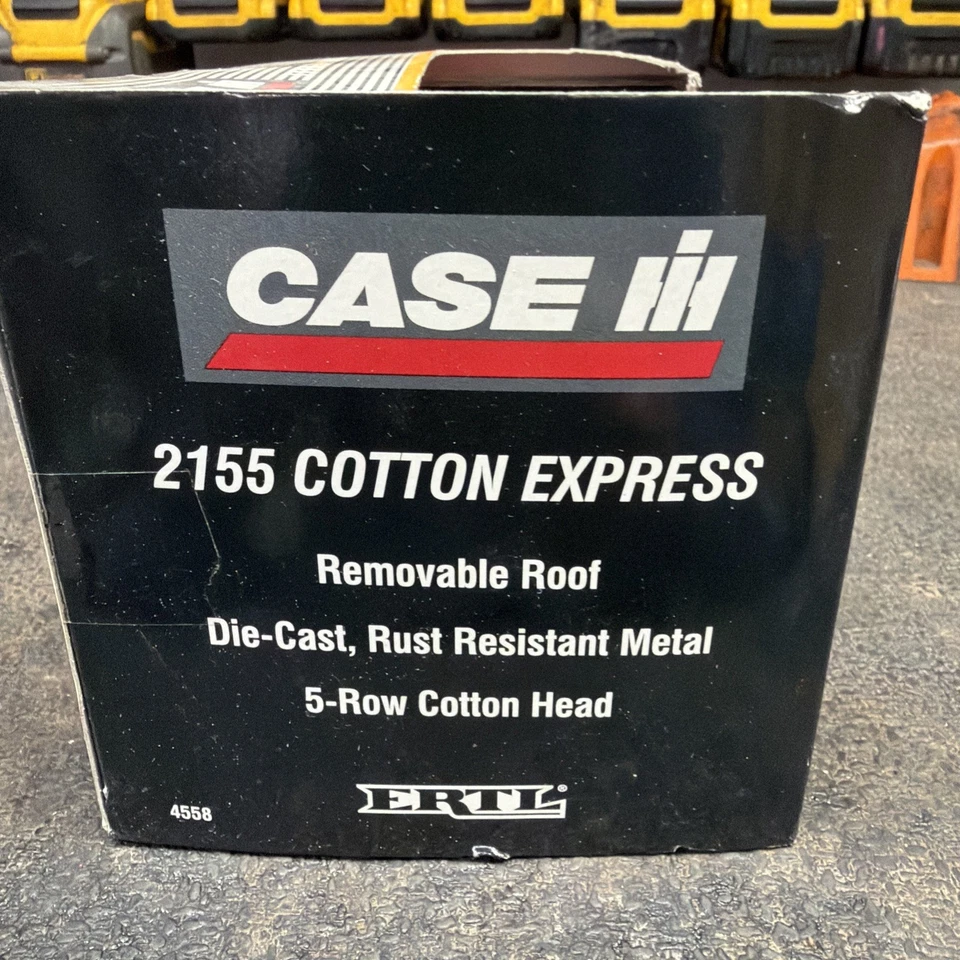 CASE IH
2155 COTTON EXPRESS
Removable Roof
Die-Cast, Rust Resistant Metal
5-Row Cotton Head
4558
ERTL®